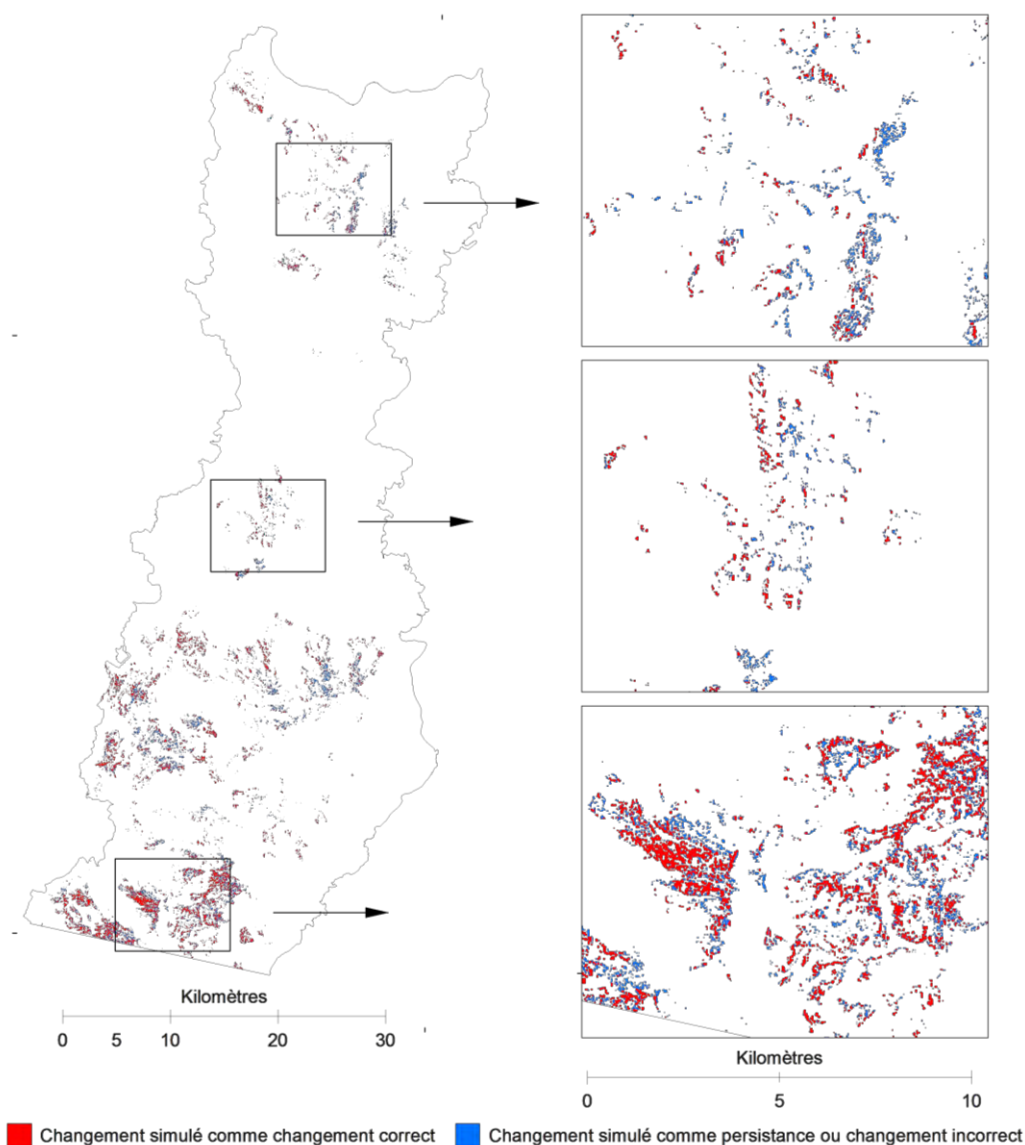 Kilomètres
0 5 10 20 30
Kilomètres
0 5 10
Changement simulé comme changement correct
Changement simulé comme persistance ou changement incorrect